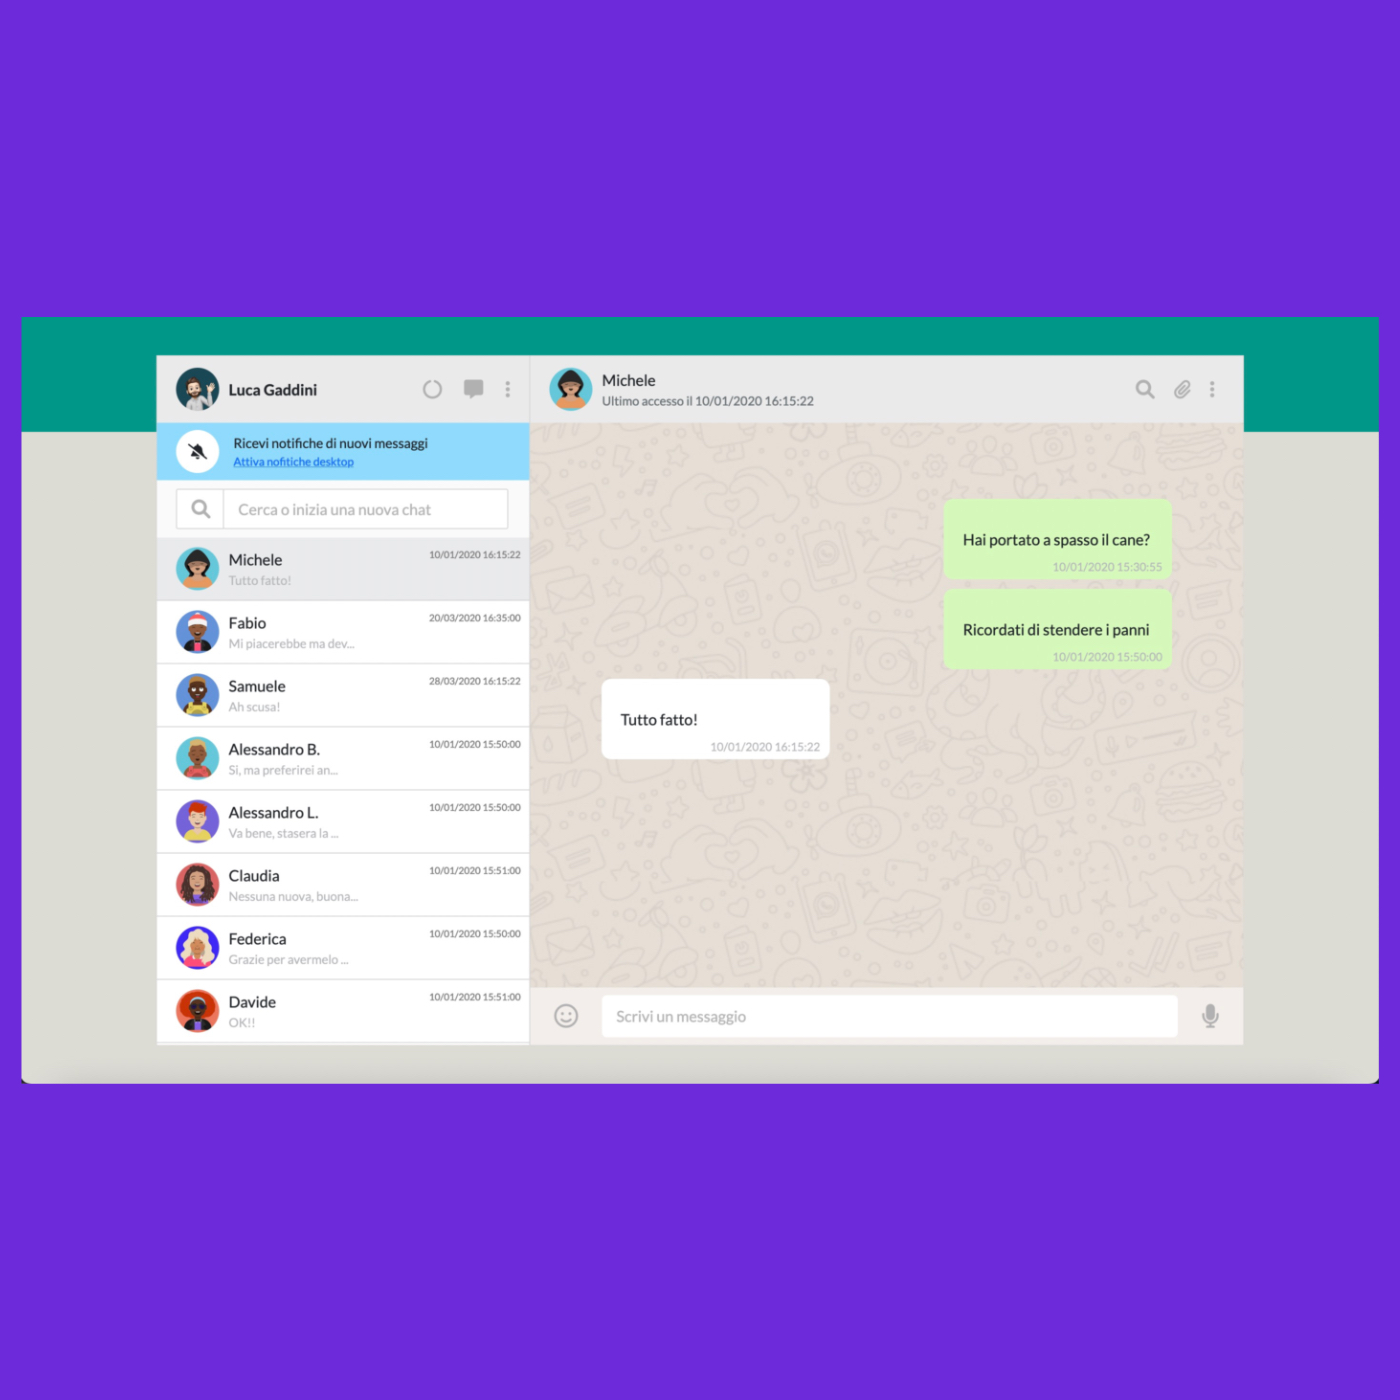 Luca Gaddini
Ricevi notifiche di nuovi messaggi
Attiva nofitiche desktop
Cerca o inizia una nuova chat
Michele
10/01/2020 16:15:22
Tutto fatto!
Fabio
20/03/2020 16:35:00
Mi piacerebbe ma dev...
Samuele
28/03/2020 16:15:22
Ah scusa!
Alessandro B.
10/01/2020 15:50:00
Si, ma preferirei an...
Alessandro L.
10/01/2020 15:50:00
Va bene, stasera la ...
Claudia
10/01/2020 15:51:00
Nessuna nuova, buona...
Federica
10/01/2020 15:50:00
Grazie per avermelo ...
Davide
10/01/2020 15:51:00
OK!!
Michele
Ultimo accesso il 10/01/2020 16:15:22
Hai portato a spasso il cane?
10/01/2020 15:30:55
Ricordati di stendere i panni
10/01/2020 15:50:00
Tutto fatto!
10/01/2020 16:15:22
Scrivi un messaggio